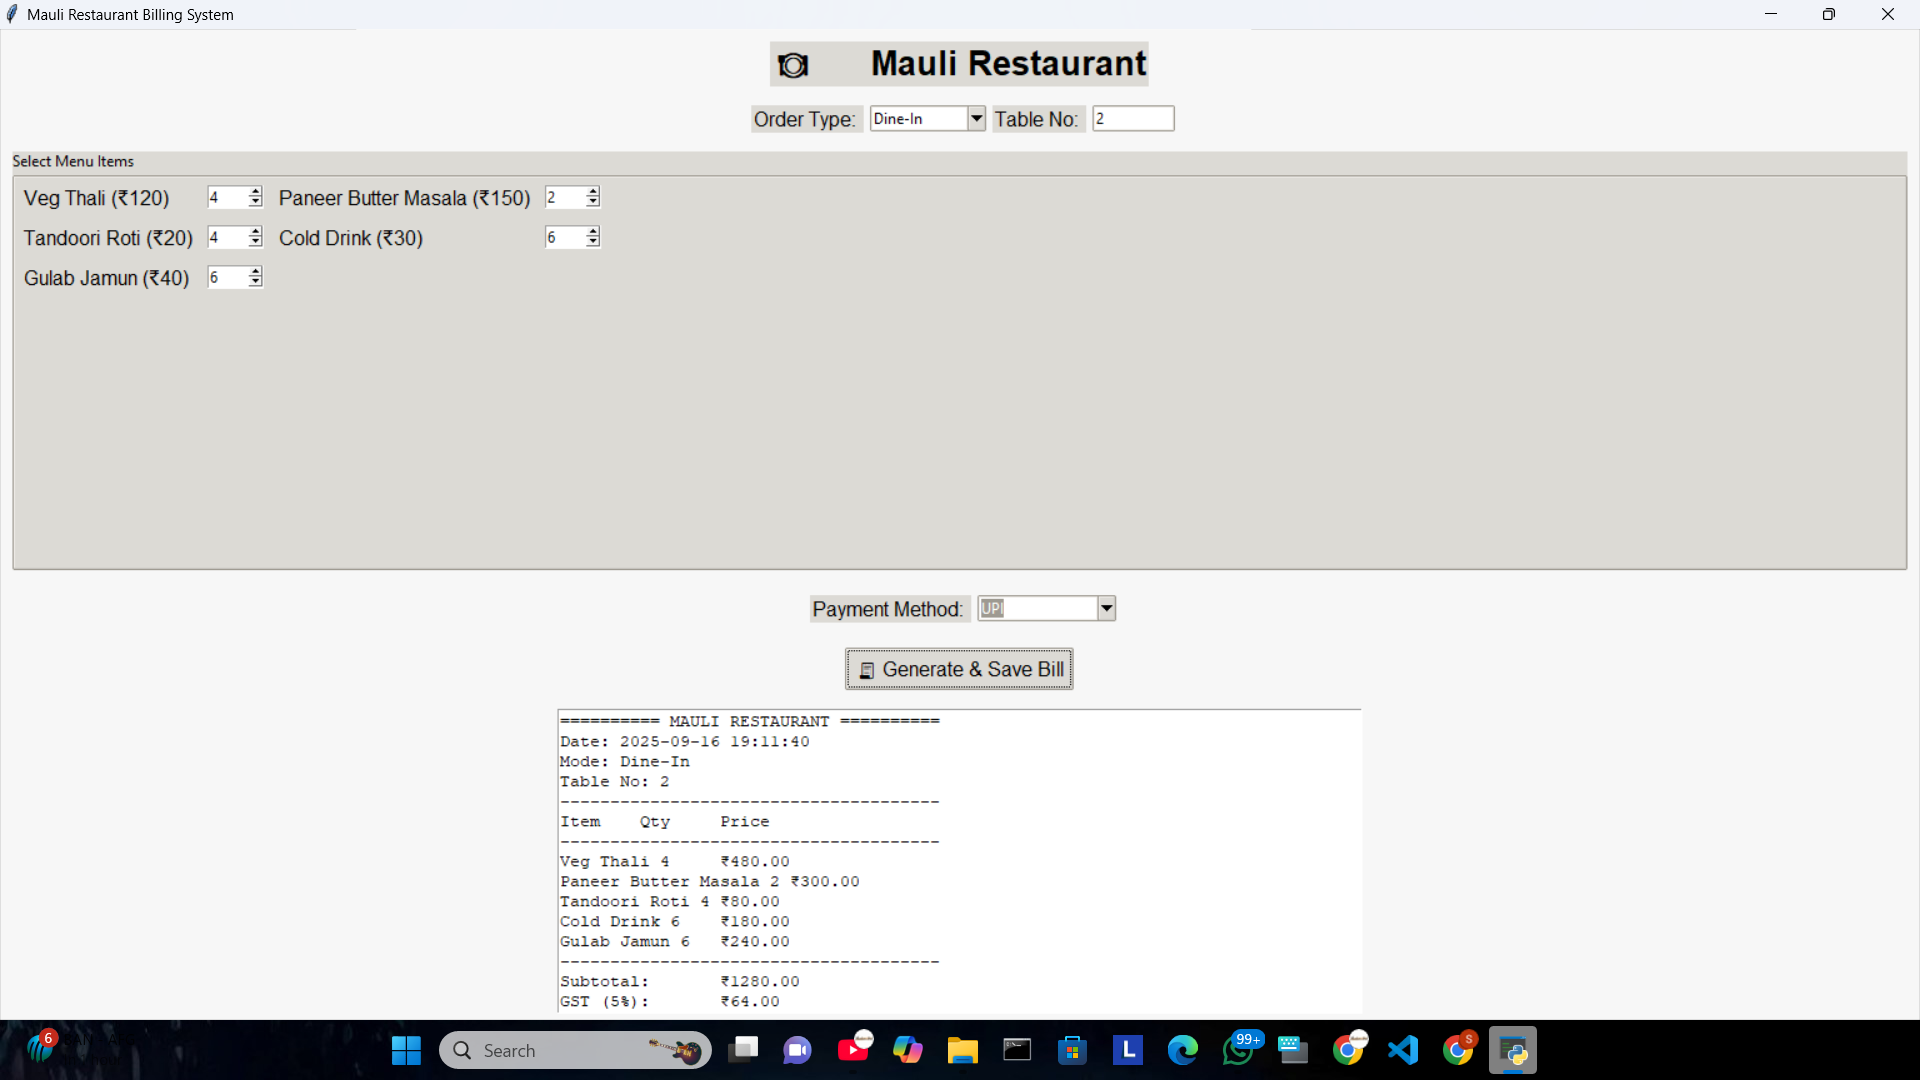 Mauli Restaurant Billing System
Mauli Restaurant
Order Type: Dine-In Table No: 2
Select Menu Items
Veg Thali (₹120) 4 Paneer Butter Masala (₹150) 2
Tandoori Roti (₹20) 4 Cold Drink (₹30) 6
Gulab Jamun (₹40) 6
Payment Method: UPI
Generate & Save Bill
========== MAULI RESTAURANT ==========
Date: 2025-09-16 19:11:40
Mode: Dine-In
Table No: 2
--------------------------------------
Item Qty Price
--------------------------------------
Veg Thali 4 ₹480.00
Paneer Butter Masala 2 ₹300.00
Tandoori Roti 4 ₹80.00
Cold Drink 6 ₹180.00
Gulab Jamun 6 ₹240.00
--------------------------------------
Subtotal: ₹1280.00
GST (5%): ₹64.00
6 Search L 99+ S